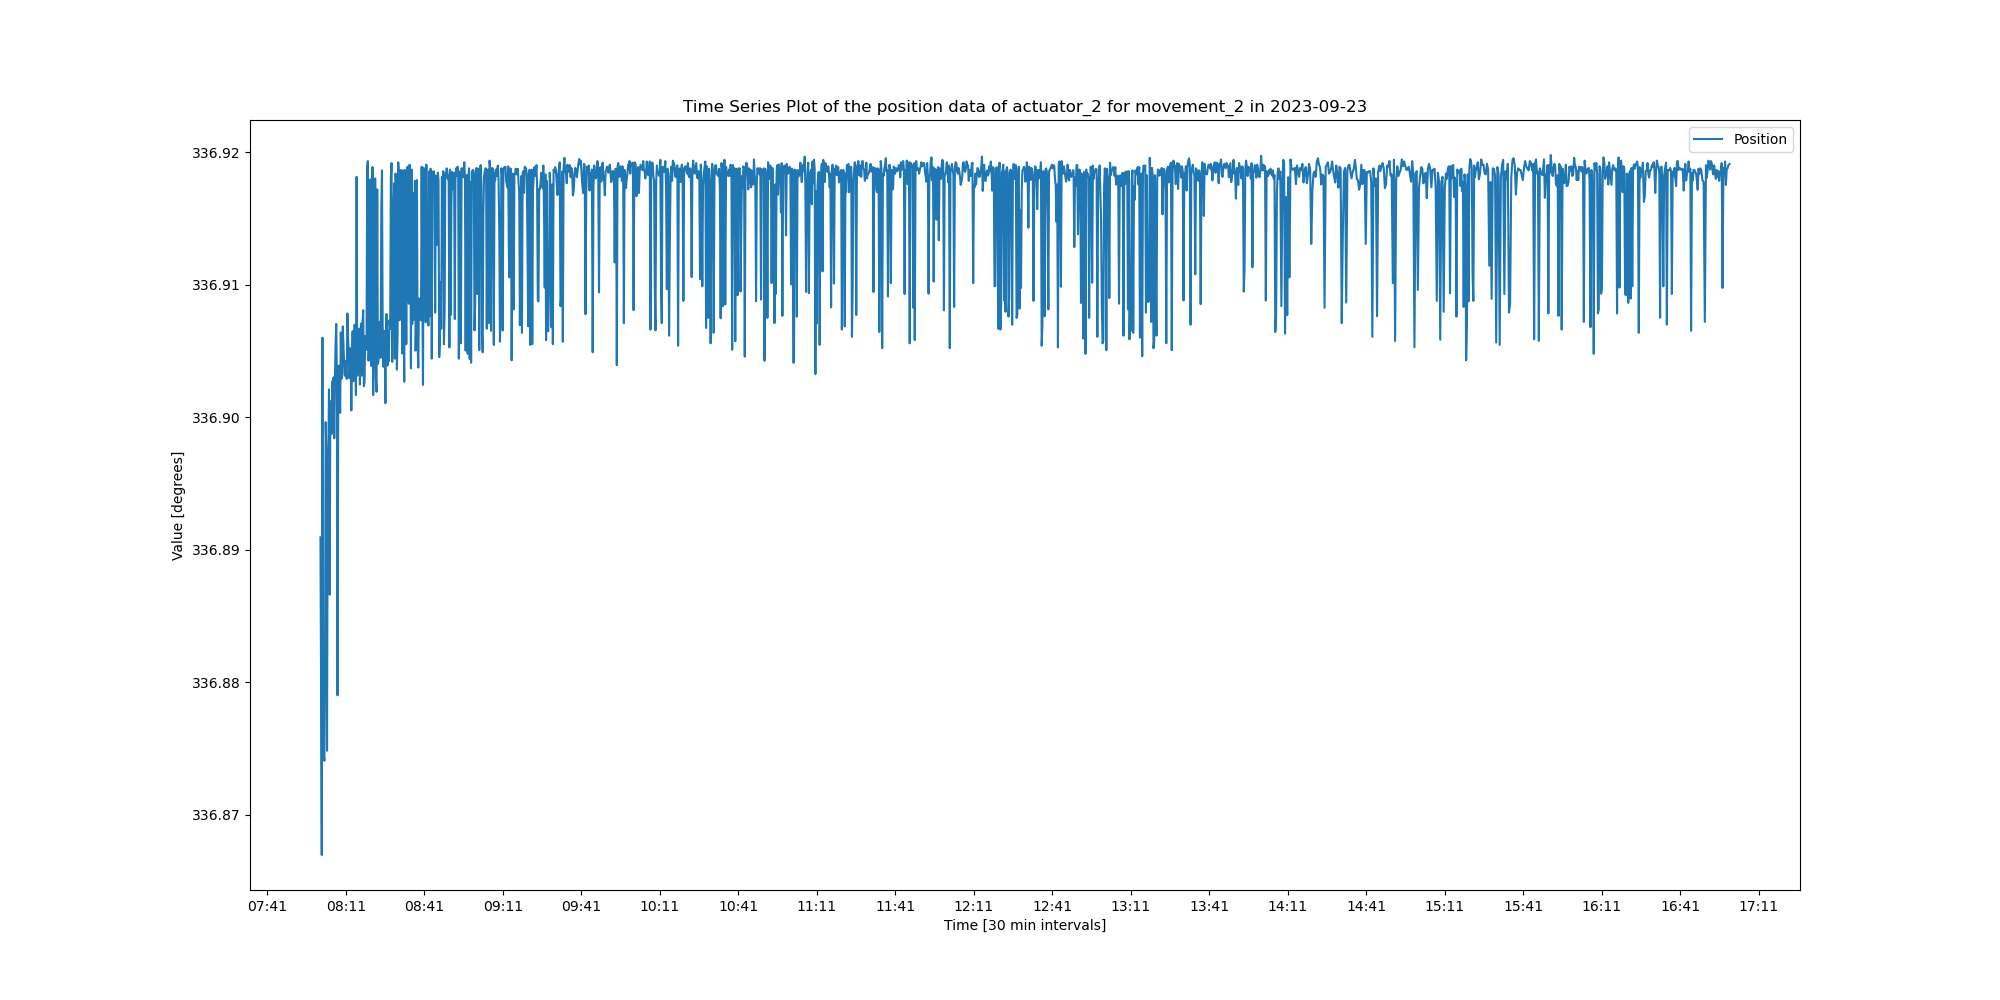 Time Series Plot of the position data of actuator_2 for movement_2 in 2023-09-23
Position
336.92
336.91
336.90
336.89
336.88
336.87
Value [degrees]
07:41 08:11 08:41 09:11 09:41 10:11 10:41 11:11 11:41 12:11 12:41 13:11 13:41 14:11 14:41 15:11 15:41 16:11 16:41 17:11
Time [30 min intervals]